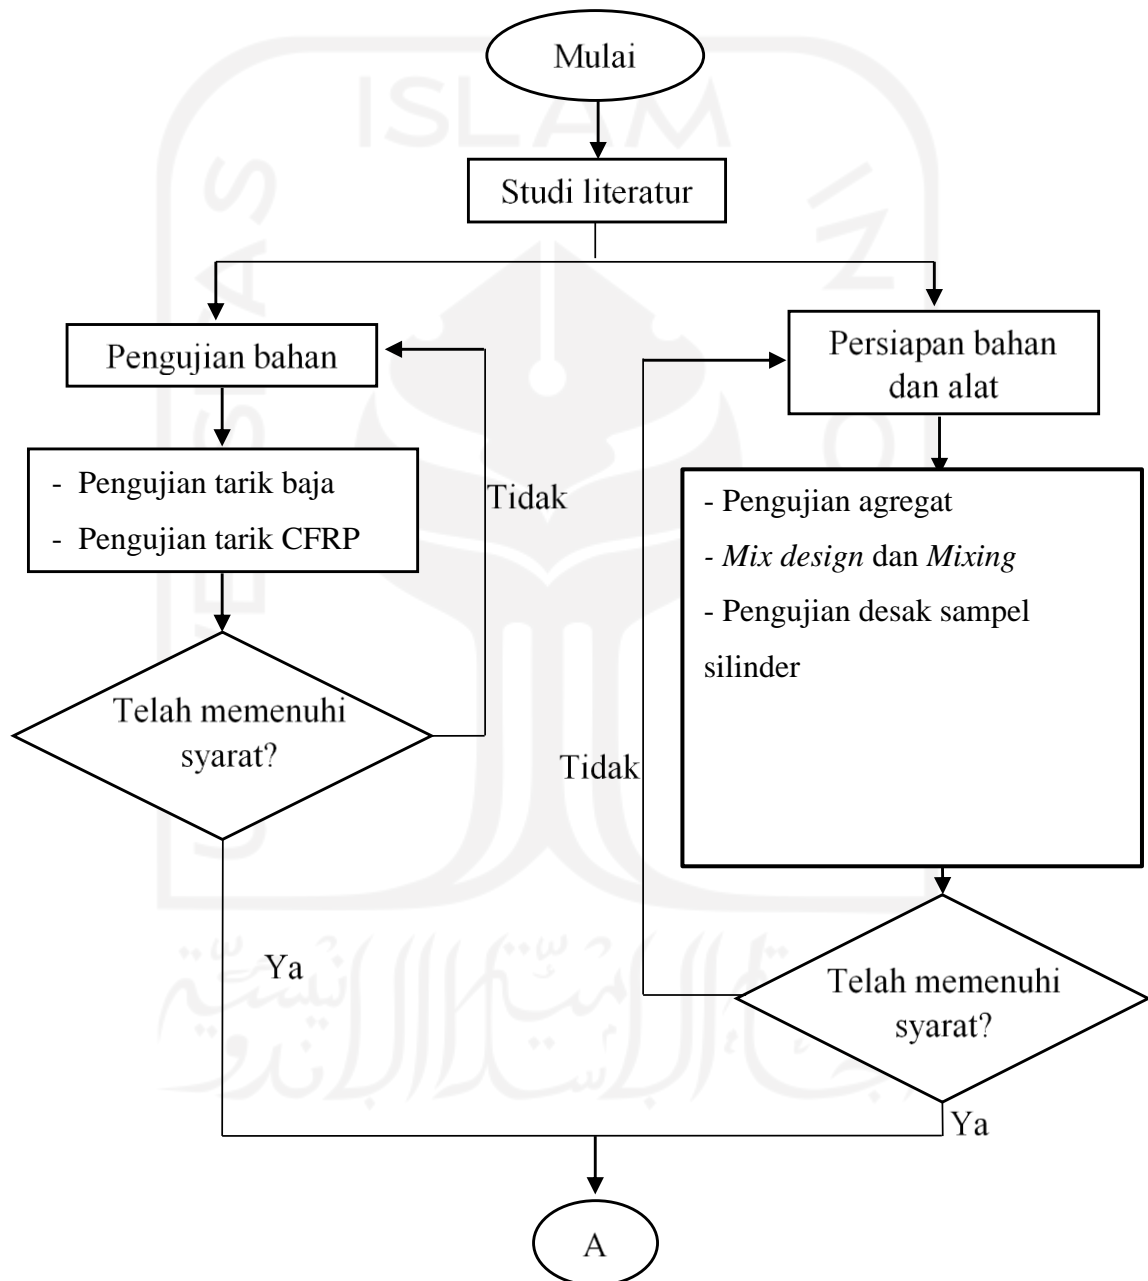 Mulai
Studi literatur
Pengujian bahan
- Pengujian tarik baja
- Pengujian tarik CFRP
Tidak
Telah memenuhi
syarat?
Ya
Persiapan bahan
dan alat
- Pengujian agregat
- Mix design dan Mixing
- Pengujian desak sampel
silinder
Tidak
Telah memenuhi
syarat?
Ya
A
ISLAM